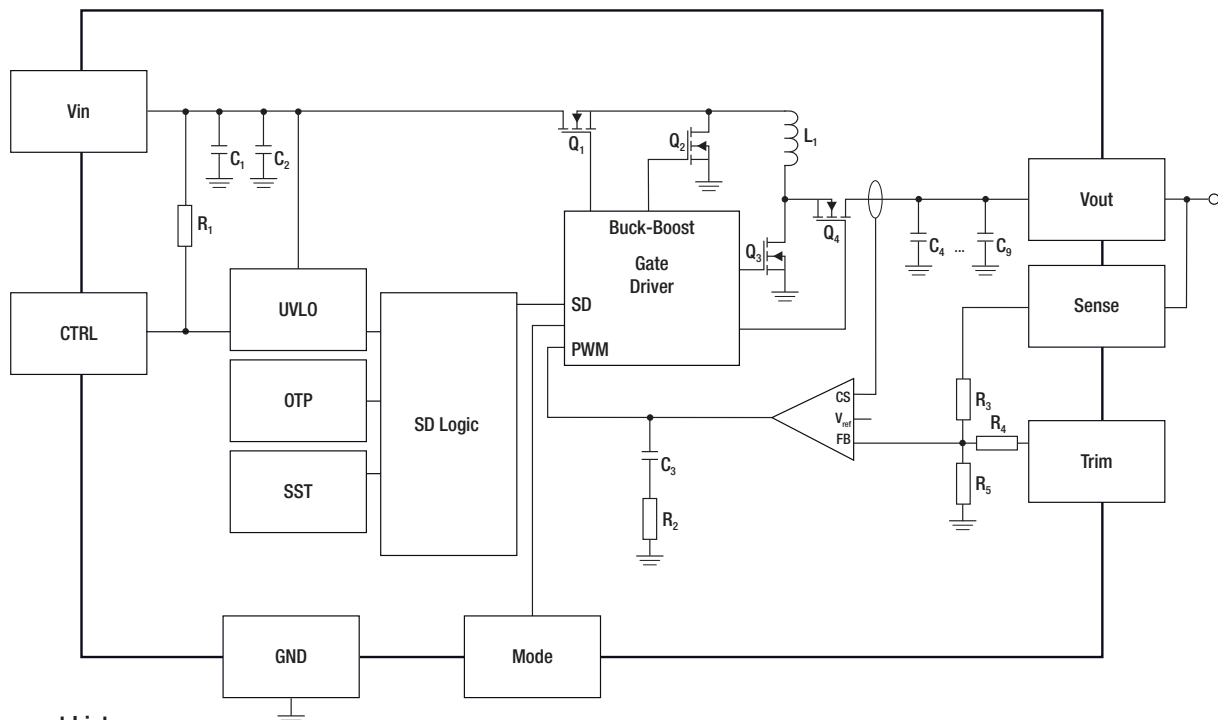 Vin
C₁
C₂
Q₁
Q₂
L₁
R₁
Buck-Boost
Gate
Driver
SD
PWM
Q₃
Q₄
C₄ ... C₉
Vout
Sense
CTRL
UVLO
OTP
SST
SD Logic
CS
Vref
FB
R₃
R₄
R₅
Trim
C₃
R₂
GND
Mode